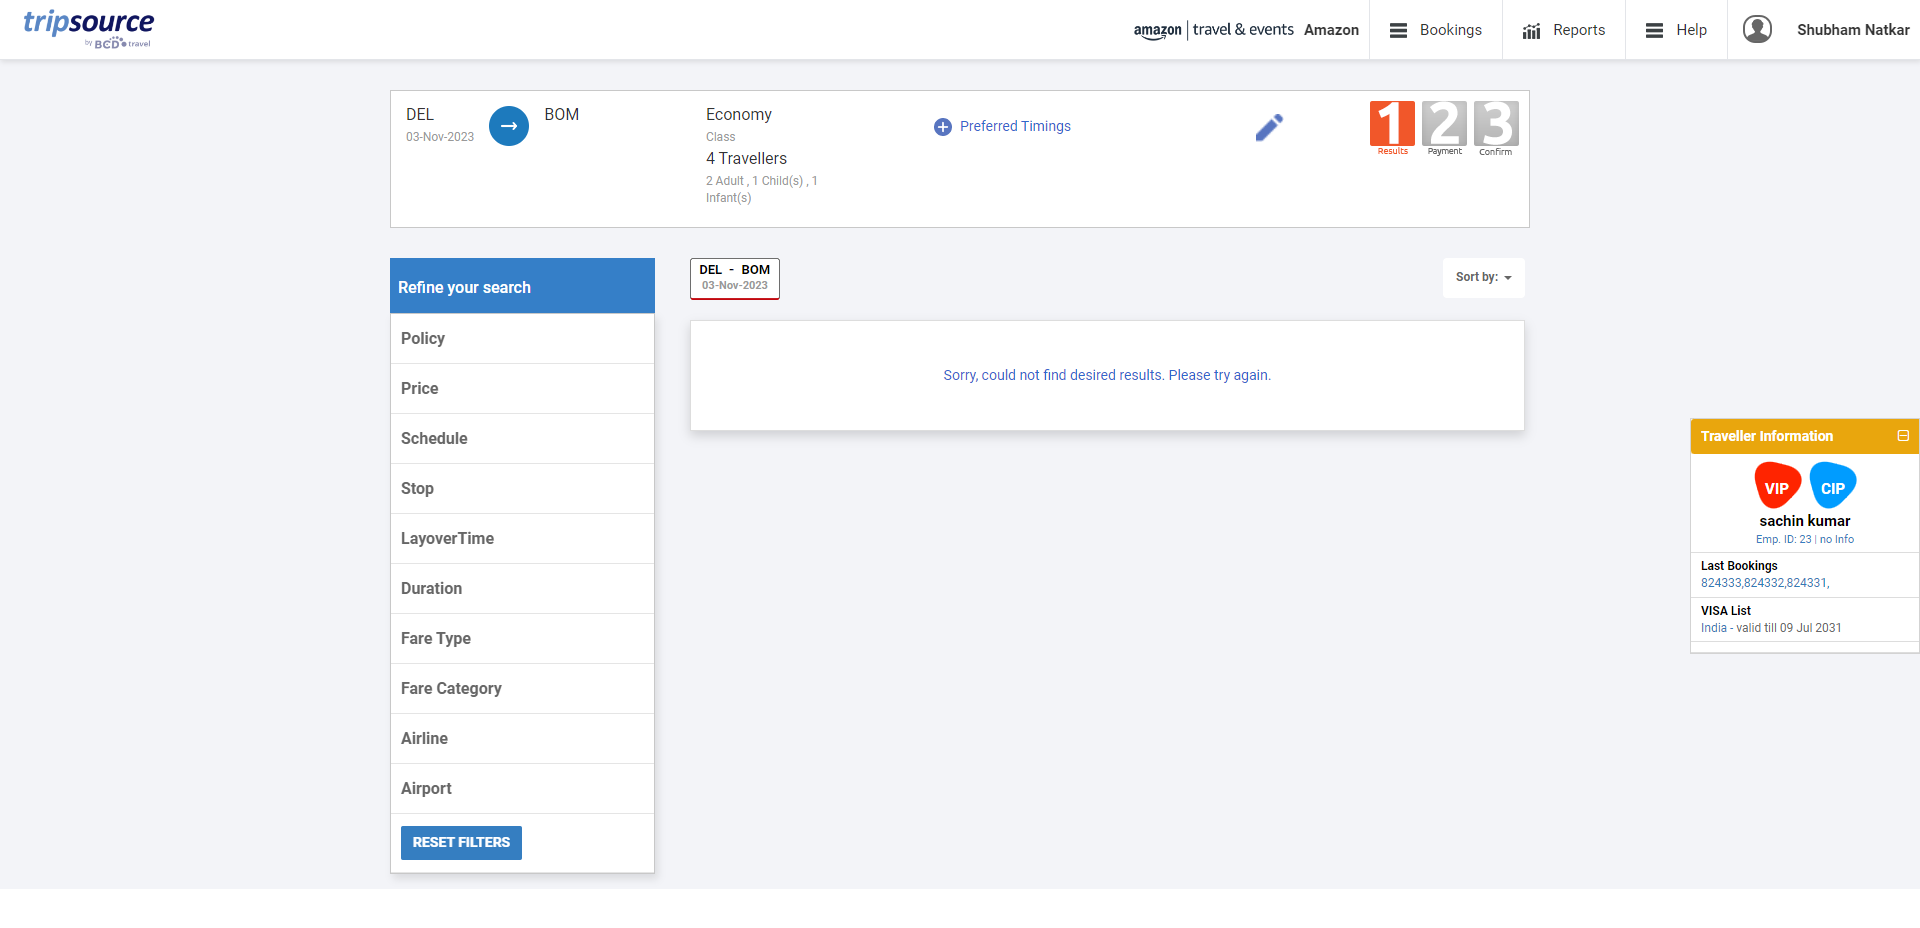 tripsource
by BCD travel
amazon | travel & events Amazon
Bookings
Reports
Help
Shubham Natkar
DEL
03-Nov-2023
BOM
Economy
Class
4 Travellers
2 Adult , 1 Child(s) , 1
Infant(s)
Preferred Timings
1 2 3
Results Payment Confirm
Refine your search
Policy
Price
Schedule
Stop
LayoverTime
Duration
Fare Type
Fare Category
Airline
Airport
RESET FILTERS
DEL - BOM
03-Nov-2023
Sort by:
Sorry, could not find desired results. Please try again.
Traveller Information
VIP CIP
sachin kumar
Emp. ID: 23 | no Info
Last Bookings
824333,824332,824331,
VISA List
India - valid till 09 Jul 2031